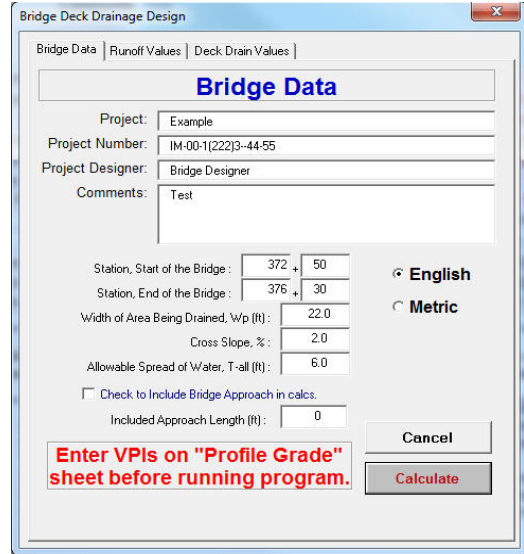 Bridge Deck Drainage Design
Bridge Data Runoff Values Deck Drain Values
Bridge Data
Project: Example
Project Number: IM-00-1(222)3--44-55
Project Designer: Bridge Designer
Comments: Test
Station, Start of the Bridge : 372 + 50
Station, End of the Bridge : 376 + 30
English
Metric
Width of Area Being Drained, Wp (ft) : 22.0
Cross Slope, % : 2.0
Allowable Spread of Water, T-all (ft) : 6.0
Check to Include Bridge Approach in calcs.
Included Approach Length (ft) : 0
Enter VPIs on "Profile Grade"
sheet before running program.
Cancel
Calculate